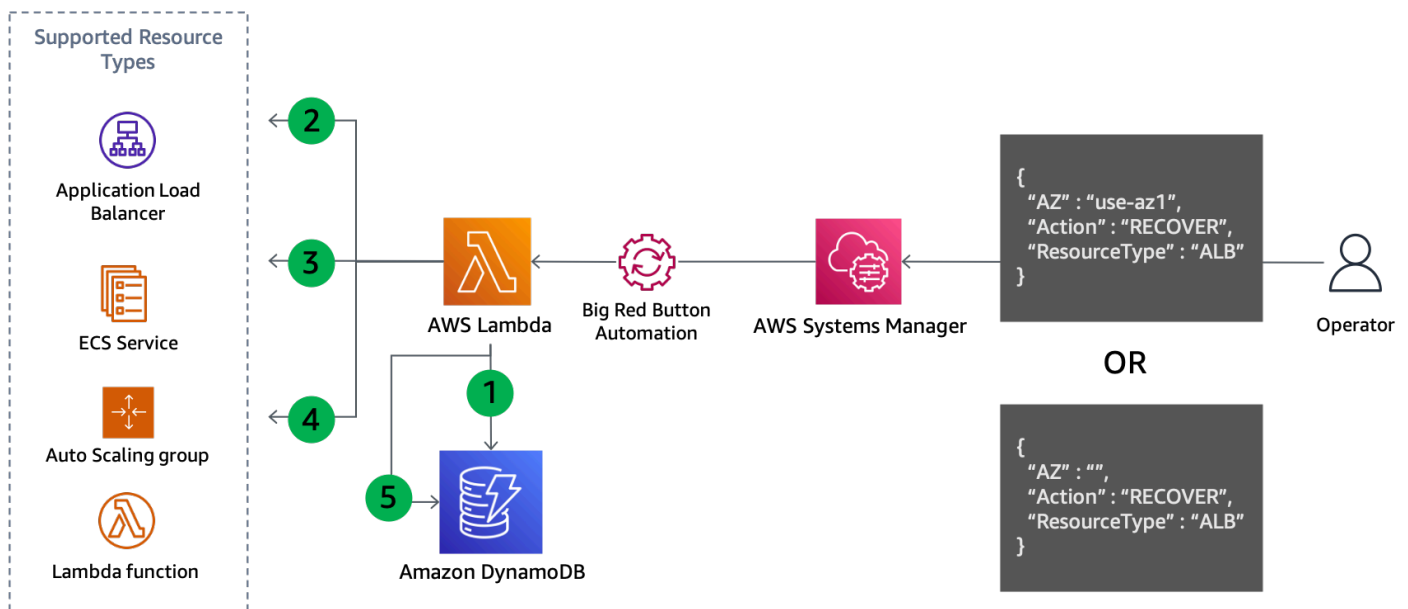 Supported Resource
Types
Application Load
Balancer
ECS Service
Auto Scaling group
Lambda function
2
3
4
AWS Lambda
1
5
Amazon DynamoDB
Big Red Button
Automation
AWS Systems Manager
{
“AZ” : “use-az1”,
“Action” : “RECOVER”,
“ResourceType” : “ALB”
}
OR
{
“AZ” : “”,
“Action” : “RECOVER”,
“ResourceType” : “ALB”
}
Operator